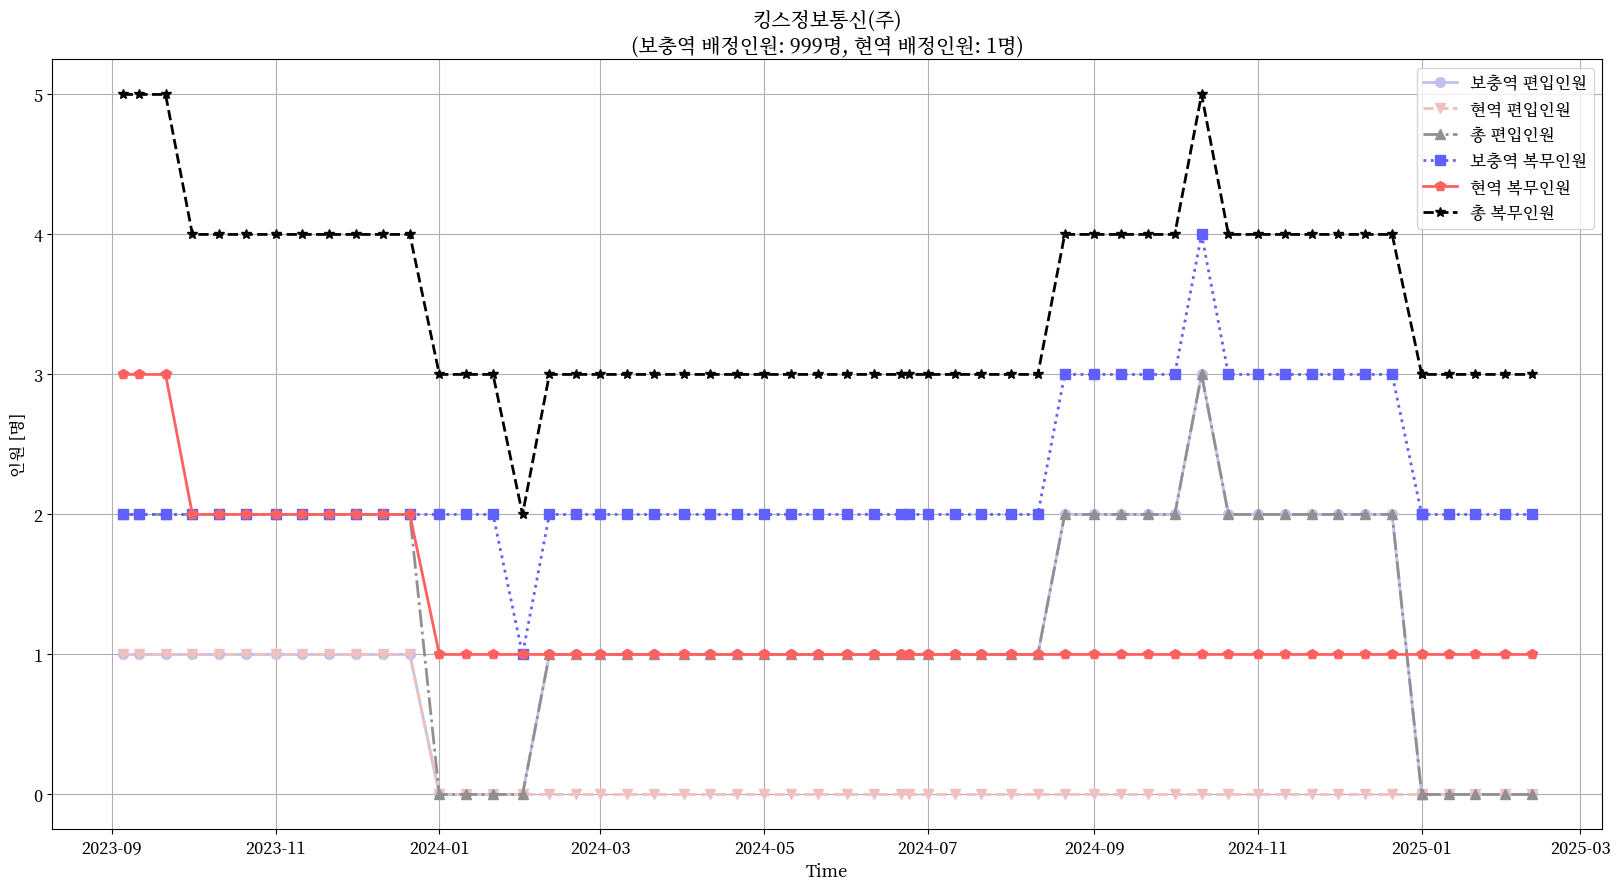 킹스정보통신(주)
(보충역 배정인원: 999명, 현역 배정인원: 1명)
보충역 편입인원
현역 편입인원
총 편입인원
보충역 복무인원
현역 복무인원
총 복무인원
인원 [명]
5
4
3
2
1
0
2023-09
2023-11
2024-01
2024-03
2024-05
2024-07
2024-09
2024-11
2025-01
2025-03
Time